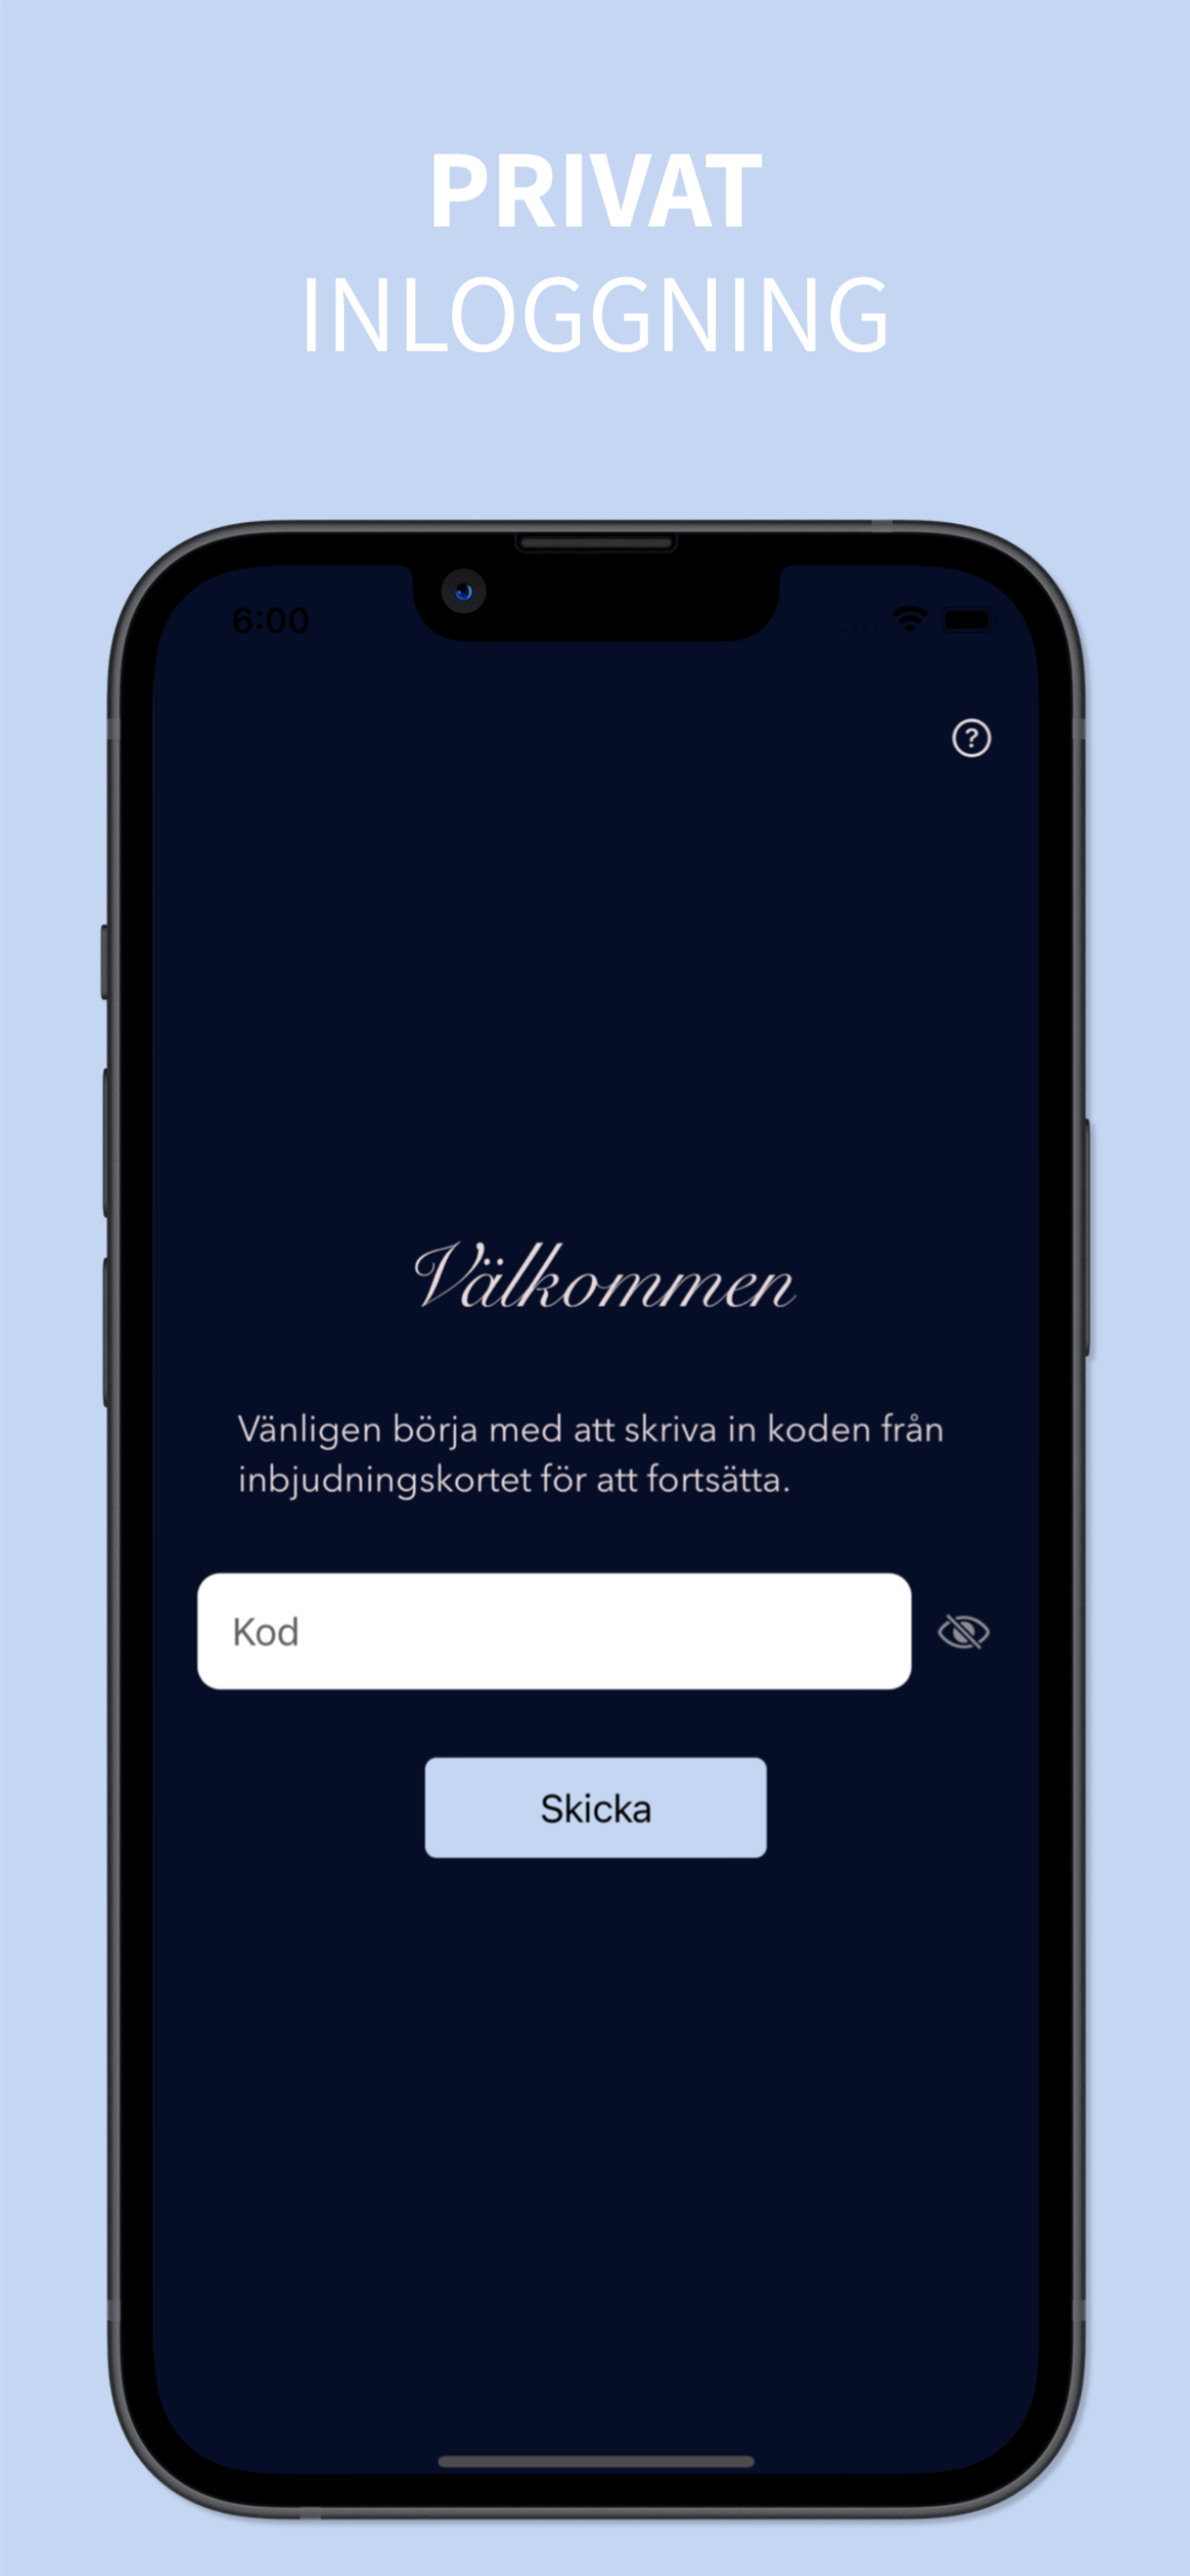 PRIVAT
INLOGGNING
6:00
?
Välkommen
Vänligen börja med att skriva in koden från
inbjudningskortet för att fortsätta.
Kod
Skicka